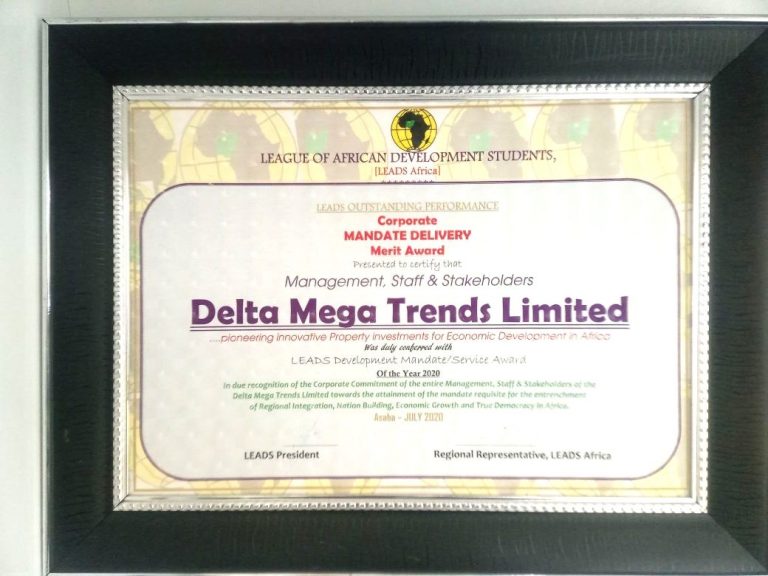 LEAGUE OF AFRICAN DEVELOPMENT STUDENTS,
[LEADS Africa]
*********
LEADS OUTSTANDING PERFORMANCE
Corporate
MANDATE DELIVERY
Merit Award
Presented to certify that
Management, Staff & Stakeholders
Delta Mega Trends Limited
....pioneering innovative Property investments for Economic Development in Africa
Was duly conferred with
LEADS Development Mandate/Service Award
Of the Year 2020
In due recognition of the Corporate Commitment of the entire Management, Staff & Stakeholders of the
Delta Mega Trends Limited towards the attainment of the mandate requisite for the entrenchment
of Regional Integration, Nation Building, Economic Growth and True Democracy in Africa.
Asaba – JULY 2020
LEADS President
Regional Representative, LEADS Africa